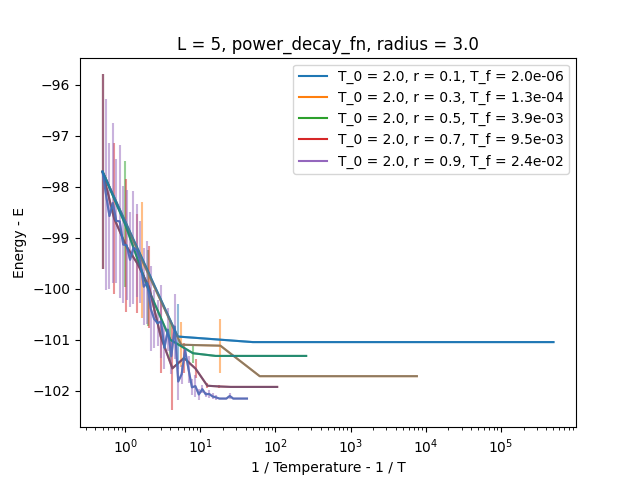 L = 5, power_decay_fn, radius = 3.0
T_0 = 2.0, r = 0.1, T_f = 2.0e-06
T_0 = 2.0, r = 0.3, T_f = 1.3e-04
T_0 = 2.0, r = 0.5, T_f = 3.9e-03
T_0 = 2.0, r = 0.7, T_f = 9.5e-03
T_0 = 2.0, r = 0.9, T_f = 2.4e-02
Energy - E
−96
−97
−98
−99
−100
−101
−102
10⁰ 10¹ 10² 10³ 10⁴ 10⁵
1 / Temperature - 1 / T